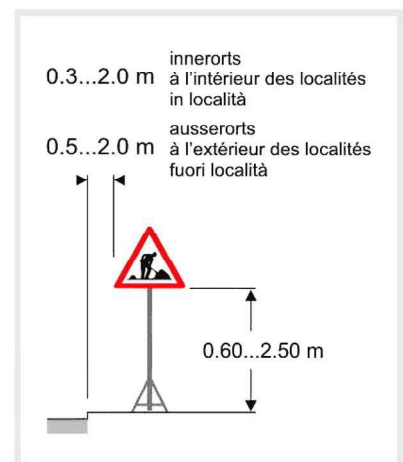 0.3...2.0 m innerorts
à l'intérieur des localités
in località
0.5...2.0 m ausserorts
à l'extérieur des localités
fuori località
0.60...2.50 m